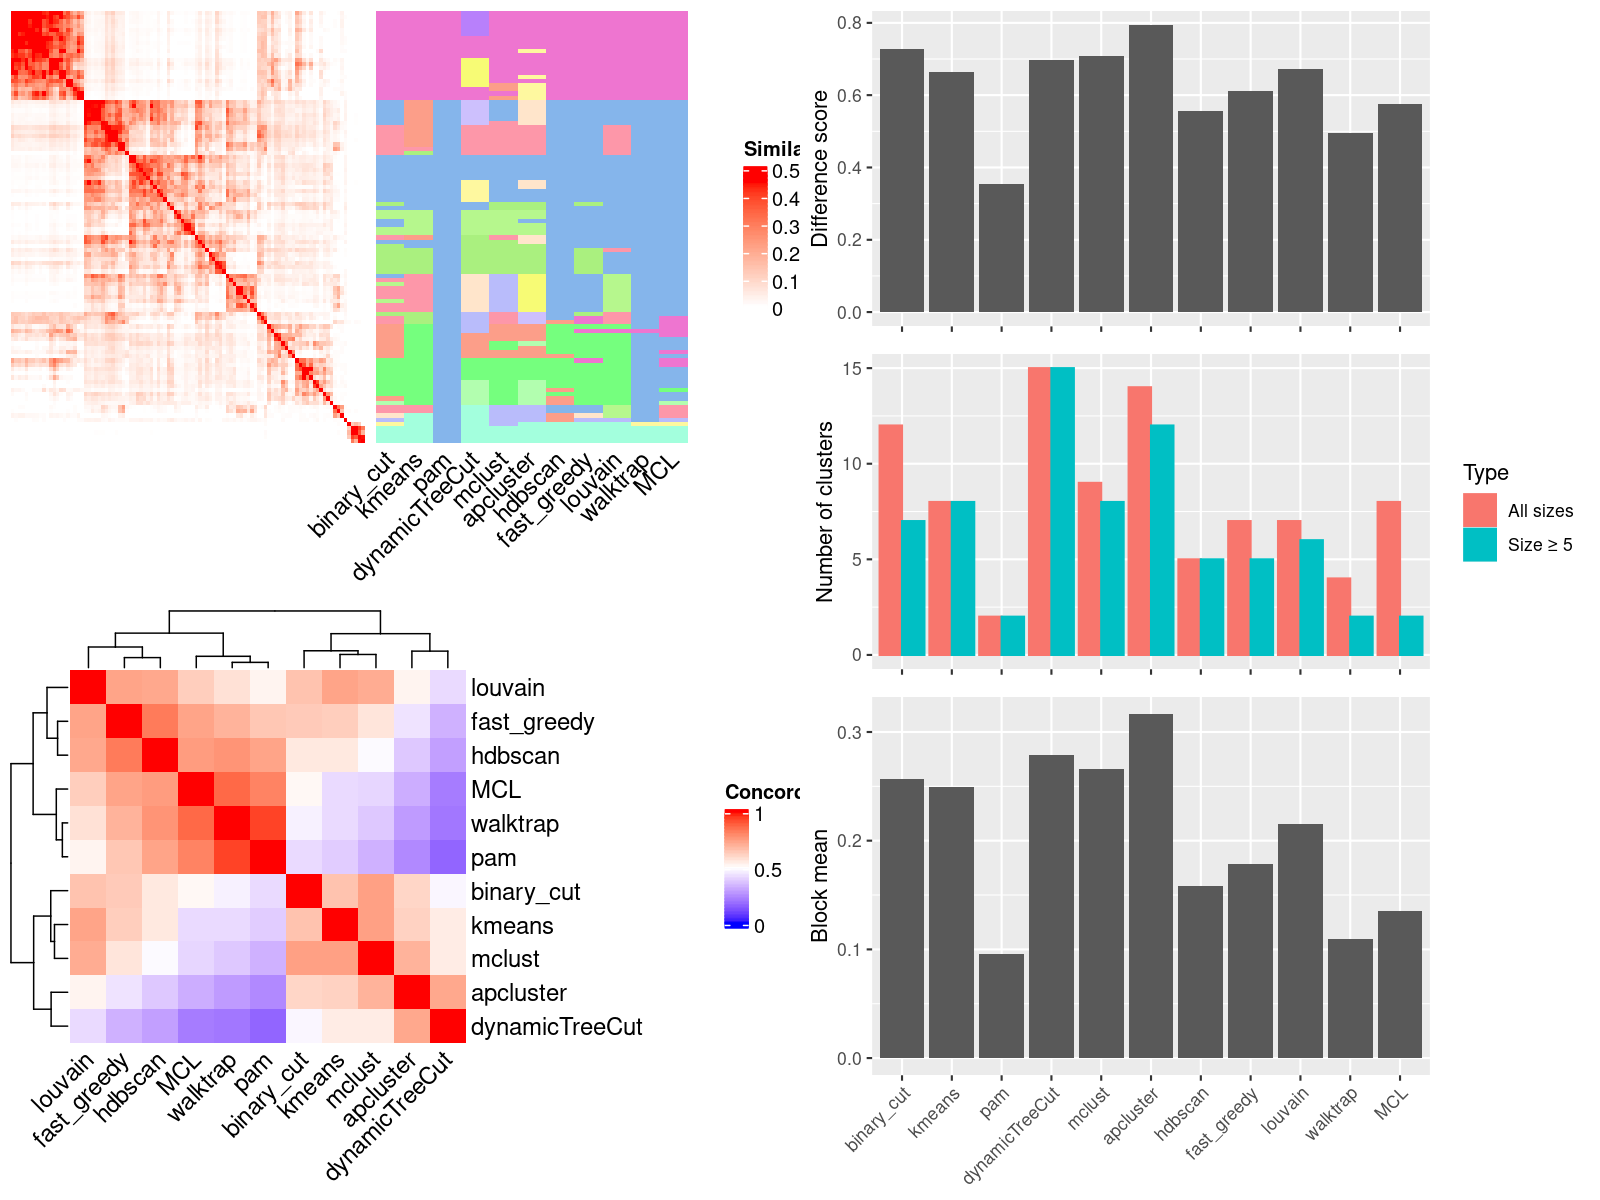 Simila
0.5
0.4
0.3
0.2
0.1
0
binary_cut
kmeans
pam
dynamicTreeCut
mclust
apcluster
hdbscan
fast_greedy
louvain
walktrap
MCL
louvain
fast_greedy
hdbscan
MCL
walktrap
pam
binary_cut
kmeans
mclust
apcluster
dynamicTreeCut
louvain
fast_greedy
hdbscan
MCL
walktrap
pam
binary_cut
kmeans
mclust
apcluster
dynamicTreeCut
Concord
1
0.5
0
Difference score
0.8
0.6
0.4
0.2
0.0
Number of clusters
15
10
5
0
Type
All sizes
Size ≥ 5
Block mean
0.3
0.2
0.1
0.0
binary_cut
kmeans
pam
dynamicTreeCut
mclust
apcluster
hdbscan
fast_greedy
louvain
walktrap
MCL